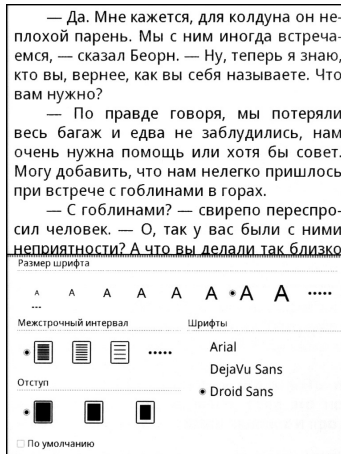 — Да. Мне кажется, для колдуна он не-
плохой парень. Мы с ним иногда встреча-
емся, — сказал Беорн. — Ну, теперь я знаю,
кто вы, вернее, как вы себя называете. Что
вам нужно?
— По правде говоря, мы потеряли
весь багаж и едва не заблудились, нам
очень нужна помощь или хотя бы совет.
Могу добавить, что нам нелегко пришлось
при встрече с гоблинами в горах.
— С гоблинами? — свирепо переспро-
сил человек. — О, так у вас были с ними
неприятности? А что вы делали так близко
Размер шрифта
A A A A A A A A
Межстрочный интервал
Шрифты
Arial
DejaVu Sans
Droid Sans
Отступ
По умолчанию